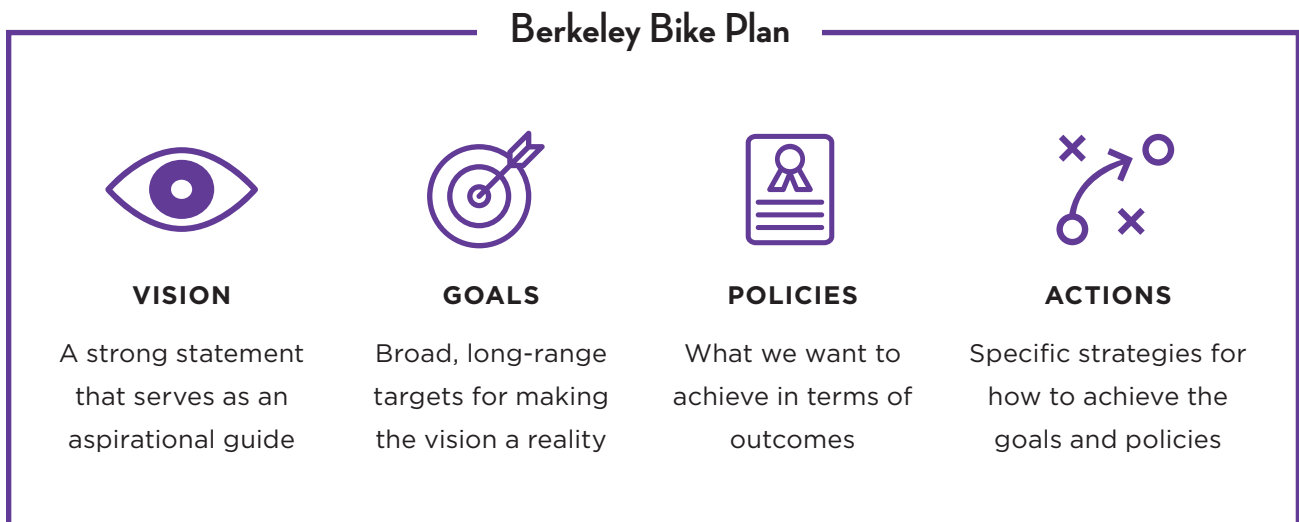 Berkeley Bike Plan
VISION
A strong statement
that serves as an
aspirational guide
GOALS
Broad, long-range
targets for making
the vision a reality
POLICIES
What we want to
achieve in terms of
outcomes
ACTIONS
Specific strategies for
how to achieve the
goals and policies